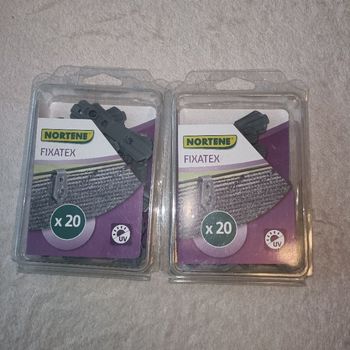 NORTENE
FIXATEX
x 20
UV
NORTENE
FIXATEX
x 20
UV